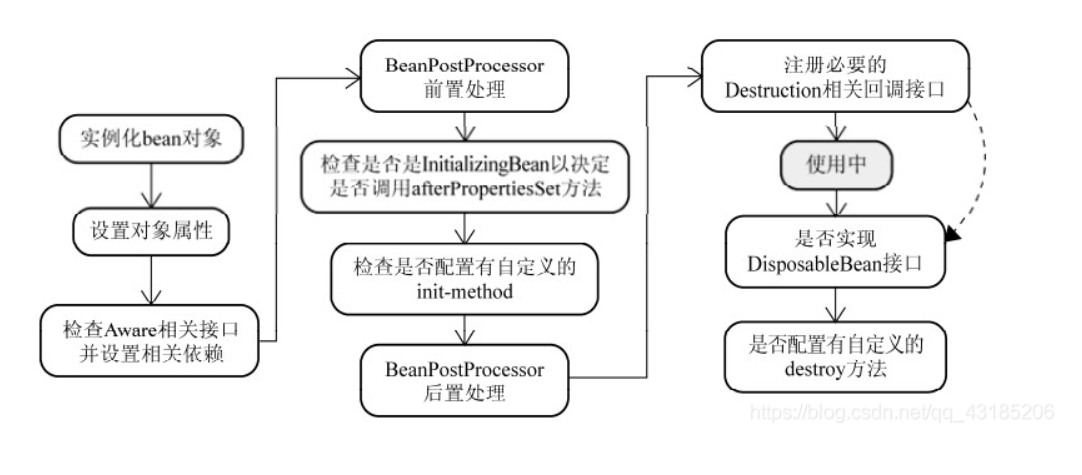 实例化bean对象
设置对象属性
检查Aware相关接口
并设置相关依赖
BeanPostProcessor
前置处理
检查是否是InitializingBean以决定
是否调用afterPropertiesSet方法
检查是否配置有自定义的
init-method
BeanPostProcessor
后置处理
注册必要的
Destruction相关回调接口
使用中
是否实现
DisposableBean接口
是否配置有自定义的
destroy方法
https://blog.csdn.net/qq_43185206